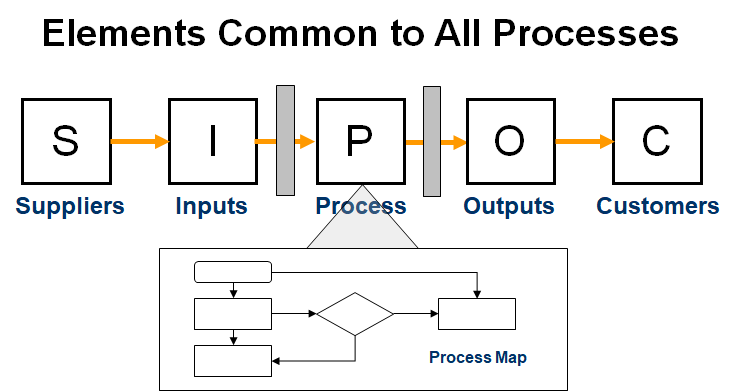 Elements Common to All Processes
S I P O C
Suppliers Inputs Process Outputs Customers
Process Map